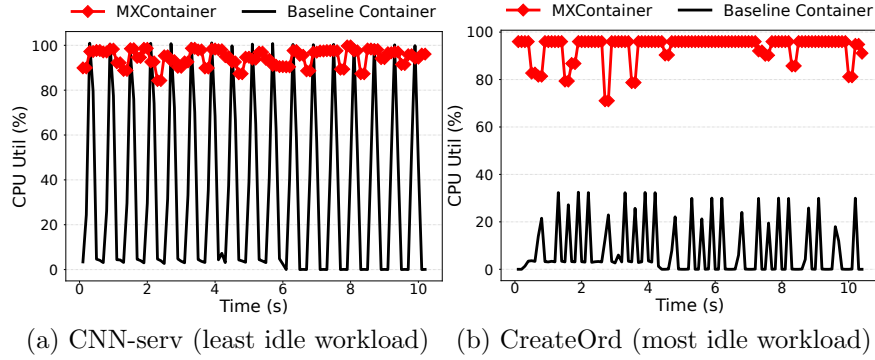 MXContainer Baseline Container
100
80
60
40
20
0
CPU Util (%)
0 2 4 6 8 10
Time (s)
(a) CNN-serv (least idle workload)
MXContainer Baseline Container
100
80
60
40
20
0
CPU Util (%)
0 2 4 6 8 10
Time (s)
(b) CreateOrd (most idle workload)